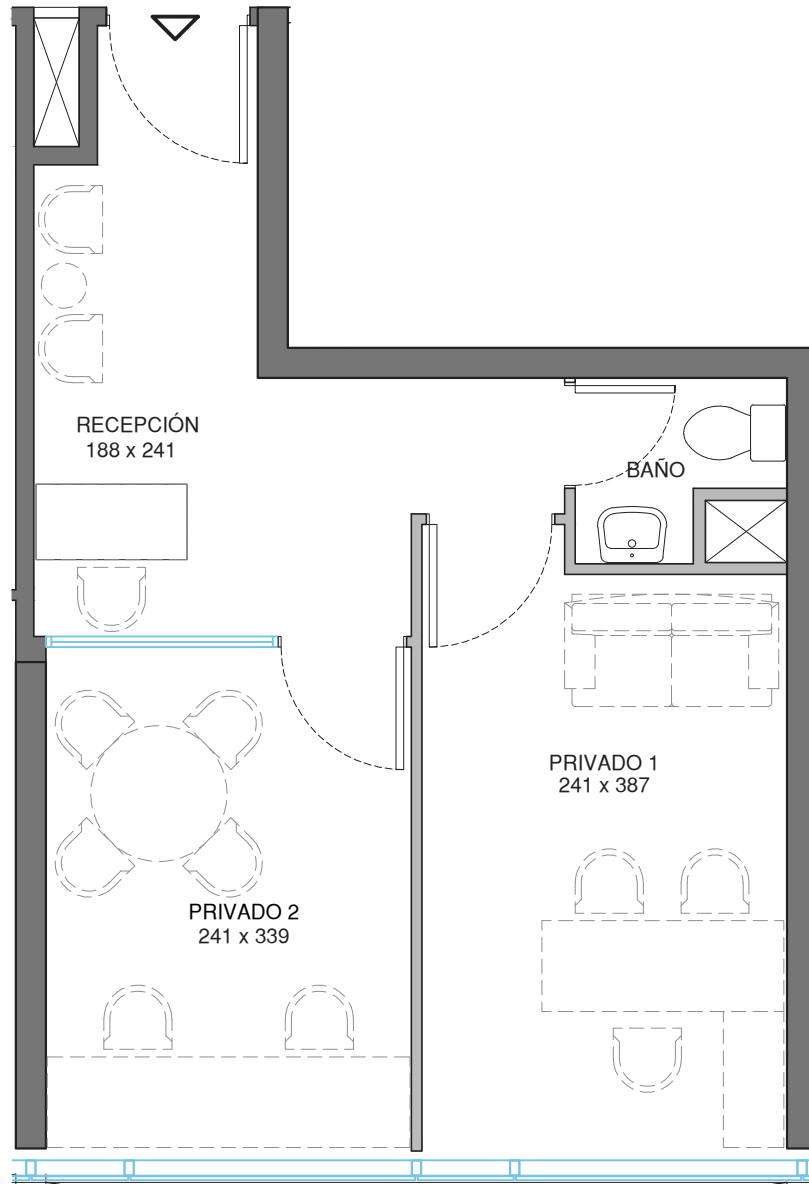 RECEPCIÓN
188 x 241
BAÑO
PRIVADO 1
241 x 387
PRIVADO 2
241 x 339